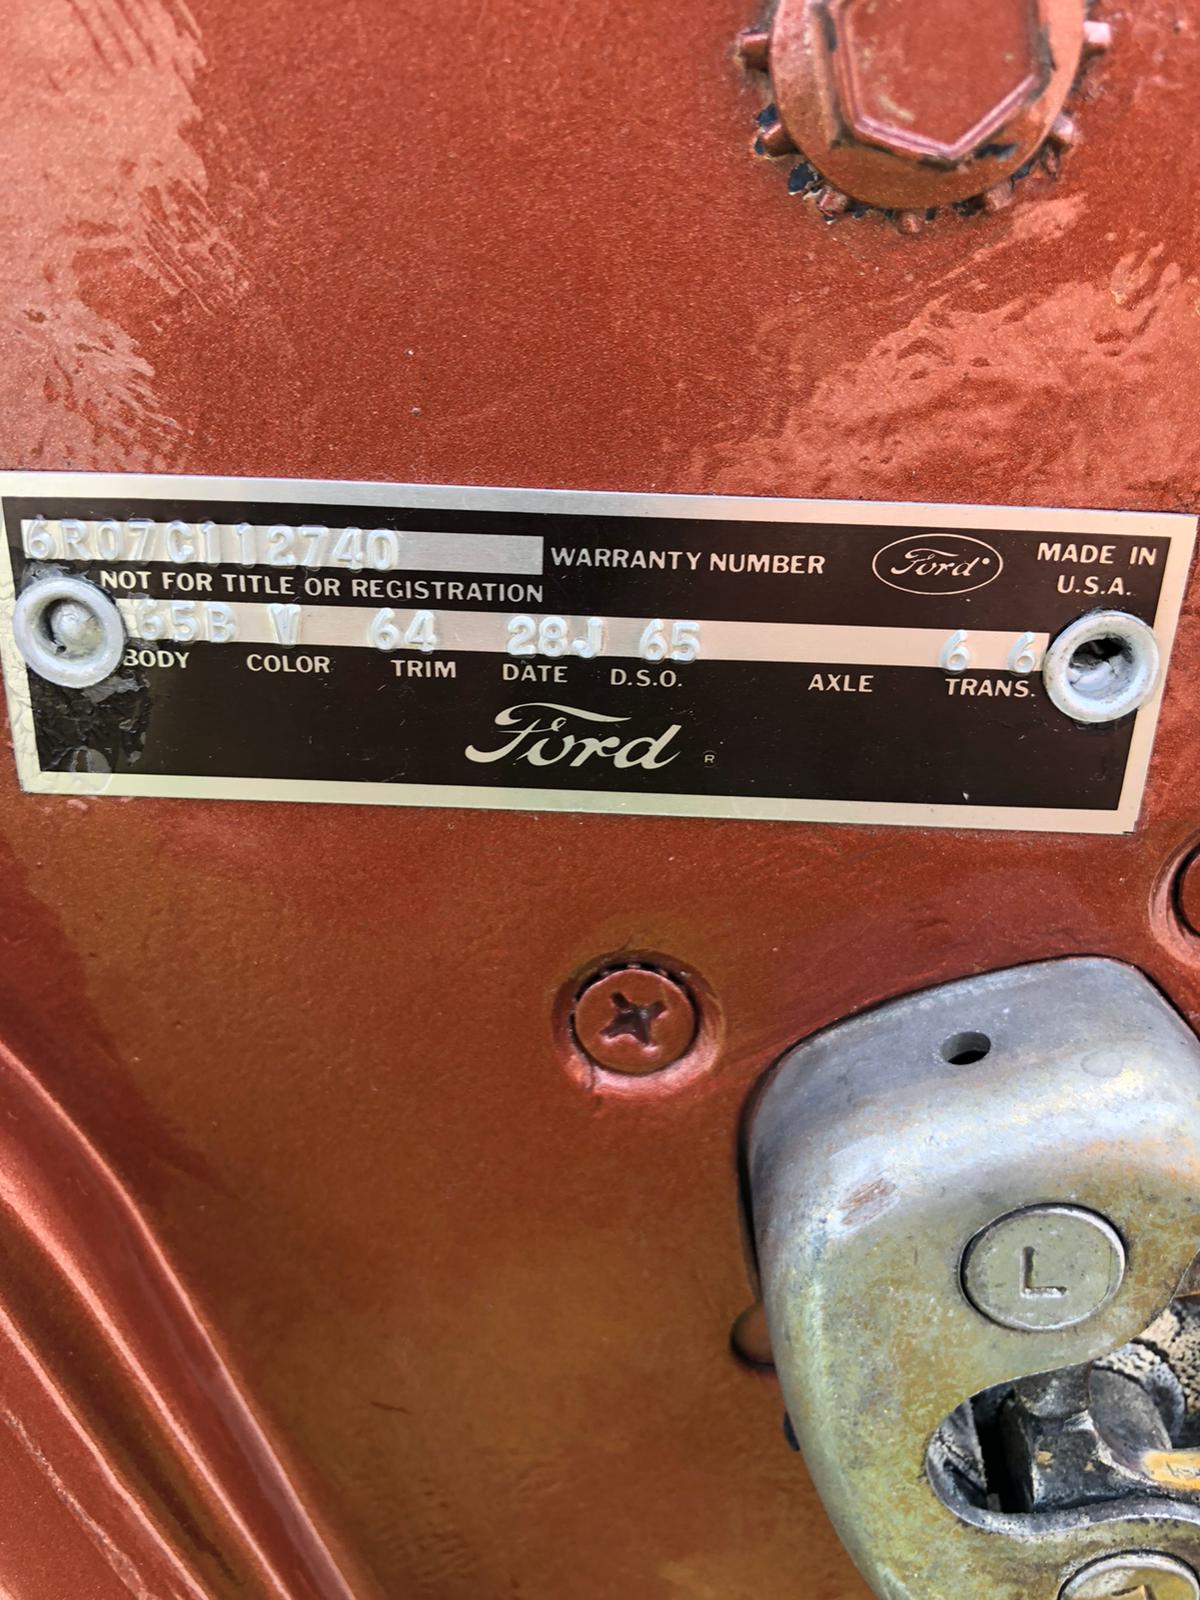 6R07C112740 WARRANTY NUMBER Ford MADE IN U.S.A.
NOT FOR TITLE OR REGISTRATION
65B V 64 28J 65 6 6
BODY COLOR TRIM DATE D.S.O. AXLE TRANS.
Ford ®
L